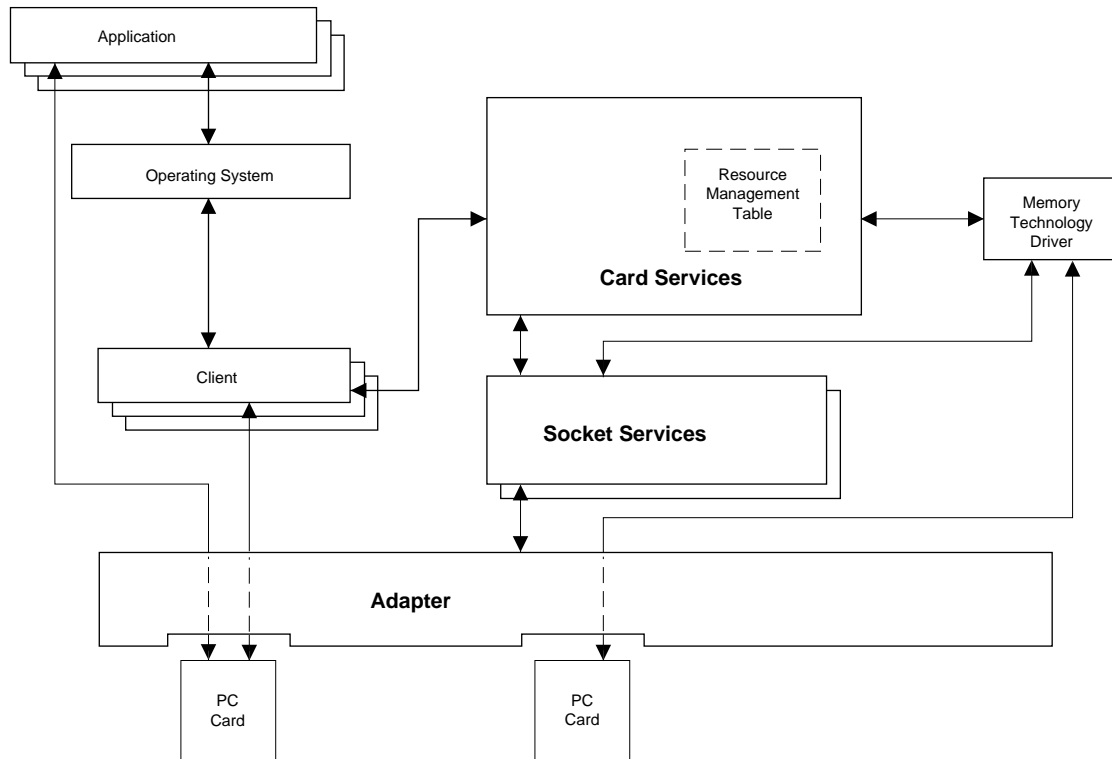 Application
Operating System
Resource
Management
Table
Memory
Technology
Driver
Card Services
Client
Socket Services
Adapter
PC
Card
PC
Card